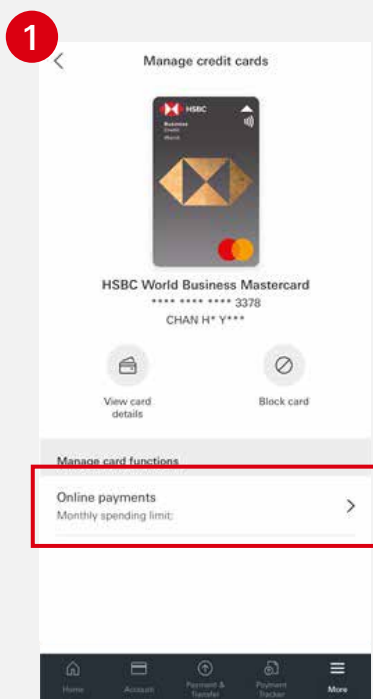 1
Manage credit cards
HSBC
Business
Credit
World
HSBC World Business Mastercard
**** **** **** 3378
CHAN H* Y***
View card
details
Block card
Manage card functions
Online payments
Monthly spending limit:
Home
Account
Payment &
Transfer
Payment
Tracker
More